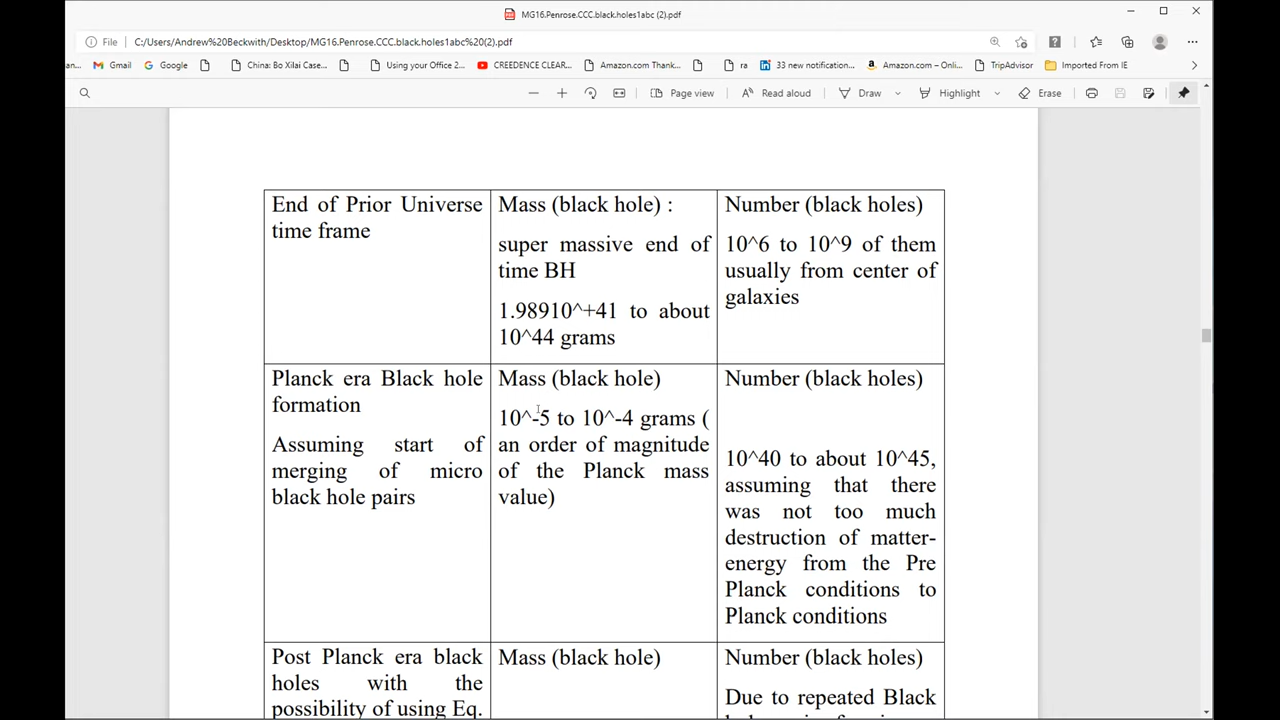 MG16.Penrose.CCC.black.holes1abc (2).pdf
File C:/Users/Andrew%20Beckwith/Desktop/MG16.Penrose.CCC.black.holes1abc%20(2).pdf
an... Gmail Google China: Bo Xilai Case... Using your Office 2... CREEDENCE CLEAR... Amazon.com Thank... ra 33 new notification... Amazon.com – Onli... TripAdvisor Imported From IE
Page view Read aloud Draw Highlight Erase
End of Prior Universe
time frame
Mass (black hole) :
super massive end of
time BH
1.98910^+41 to about
10^44 grams
Number (black holes)
10^6 to 10^9 of them
usually from center of
galaxies
Planck era Black hole
formation
Assuming start of
merging of micro
black hole pairs
Mass (black hole)
10^-5 to 10^-4 grams (
an order of magnitude
of the Planck mass
value)
Number (black holes)
10^40 to about 10^45,
assuming that there
was not too much
destruction of matter-
energy from the Pre
Planck conditions to
Planck conditions
Post Planck era black
holes with the
possibility of using Eq.
Mass (black hole)
Number (black holes)
Due to repeated Black